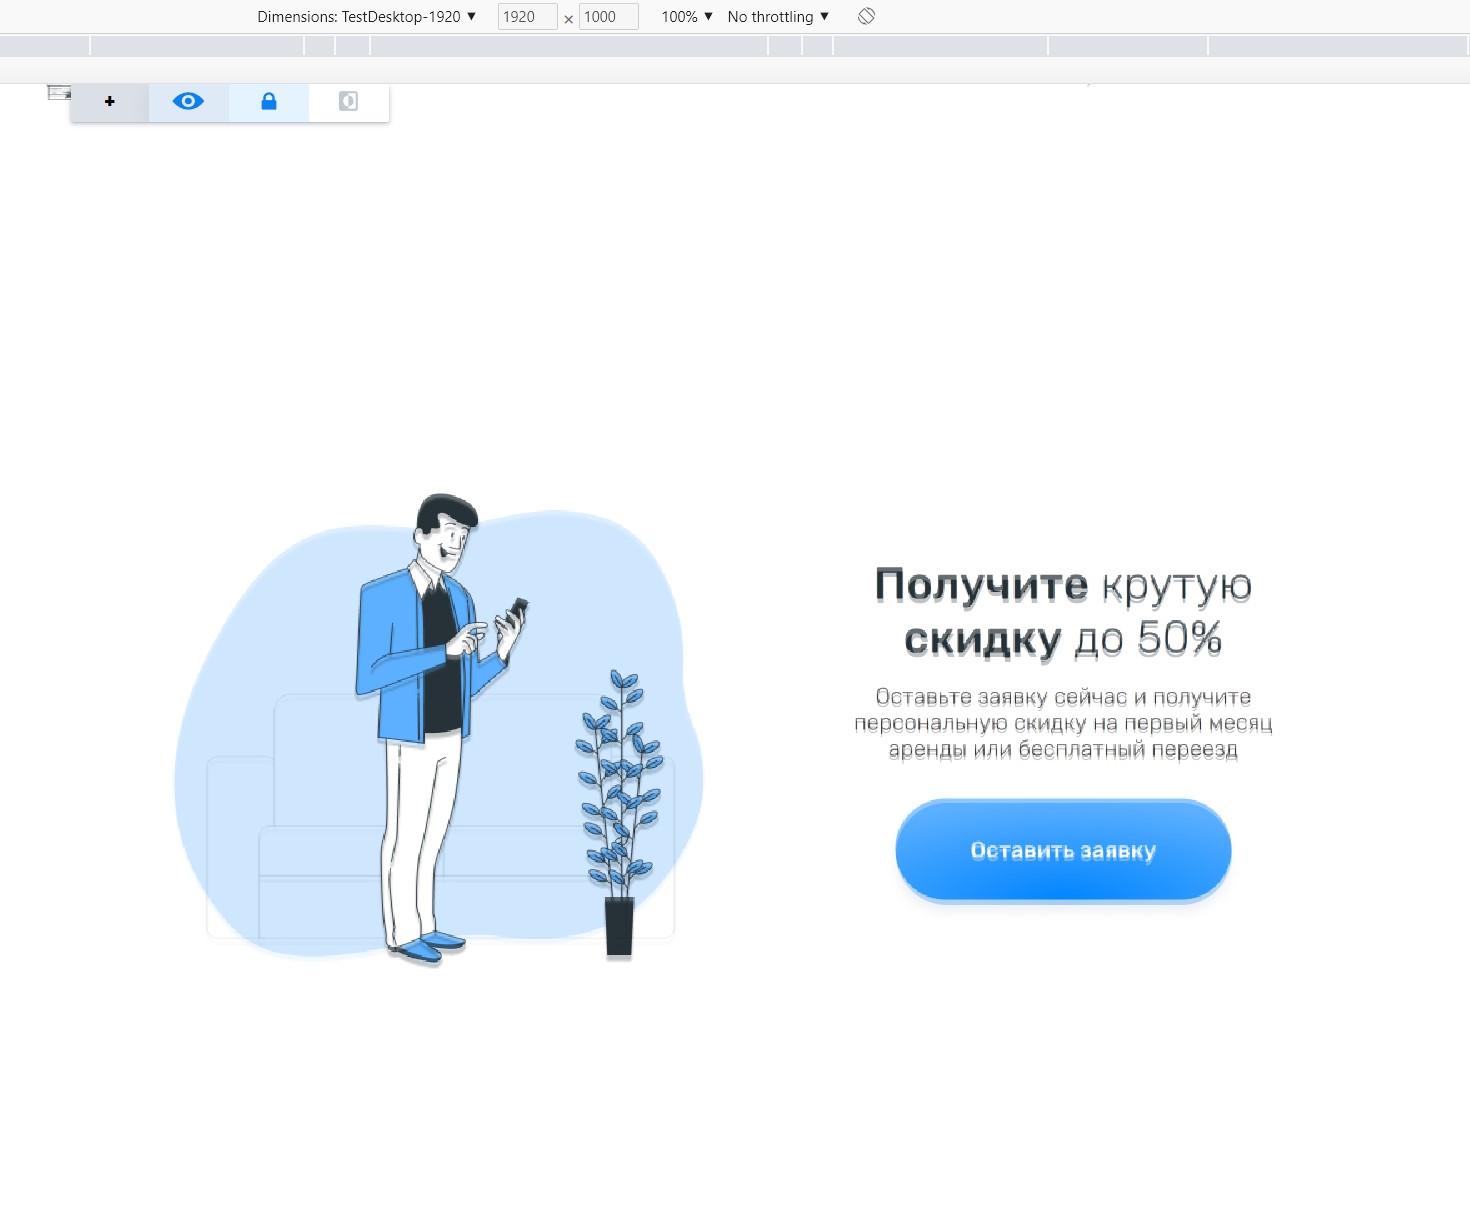 Dimensions: TestDesktop-1920 ▼ 1920 × 1000 100% ▼ No throttling ▼
Получите крутую
скидку до 50%
Оставьте заявку сейчас и получите
персональную скидку на первый месяц
аренды или бесплатный переезд
Оставить заявку